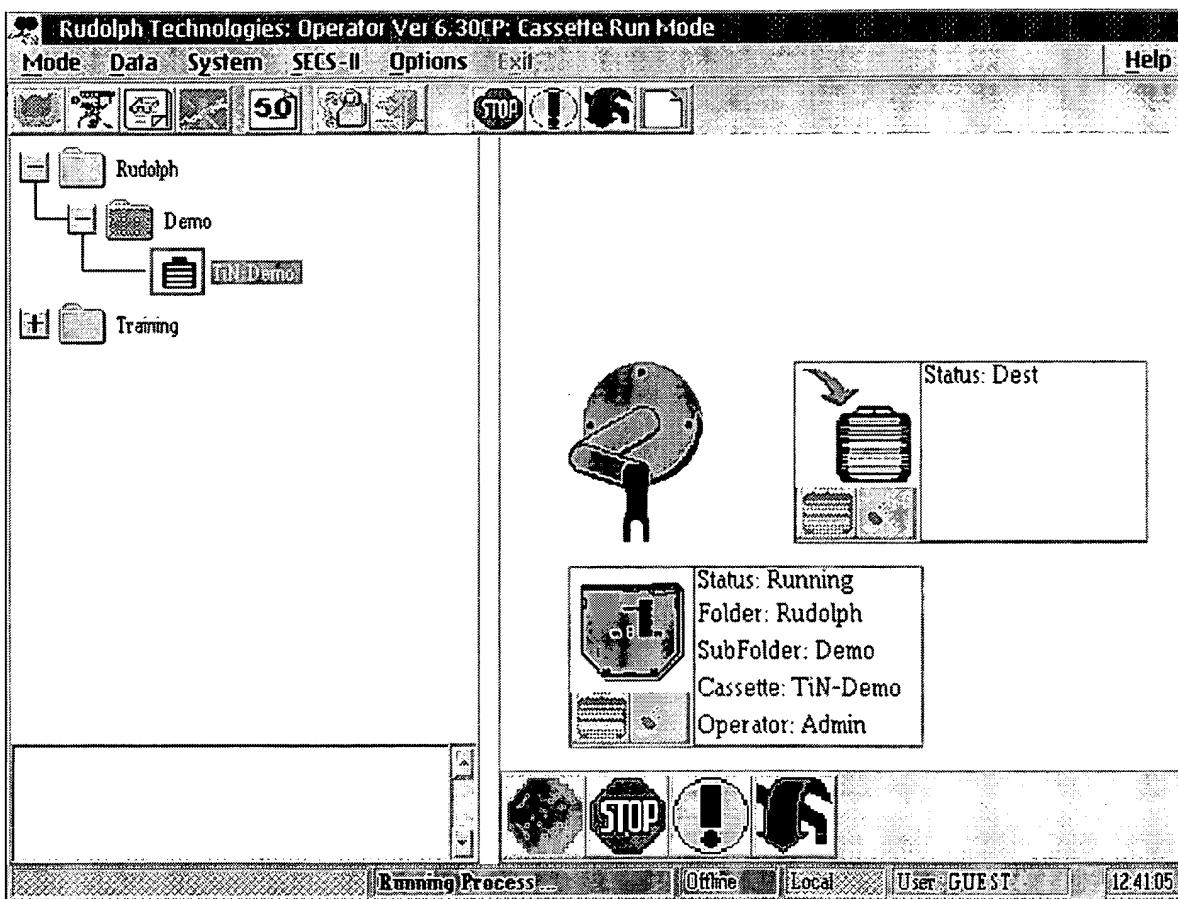 Rudolph Technologies: Operator Ver 6.30CP: Cassette Run Mode
Mode Data System SECS-II Options Exit Help
50 STOP
Rudolph
Demo
TiN-Demo
Training
Status: Dest
Status: Running
Folder: Rudolph
SubFolder: Demo
Cassette: TiN-Demo
Operator: Admin
STOP
Running Process... Offline Local User: GUEST 12:41:05